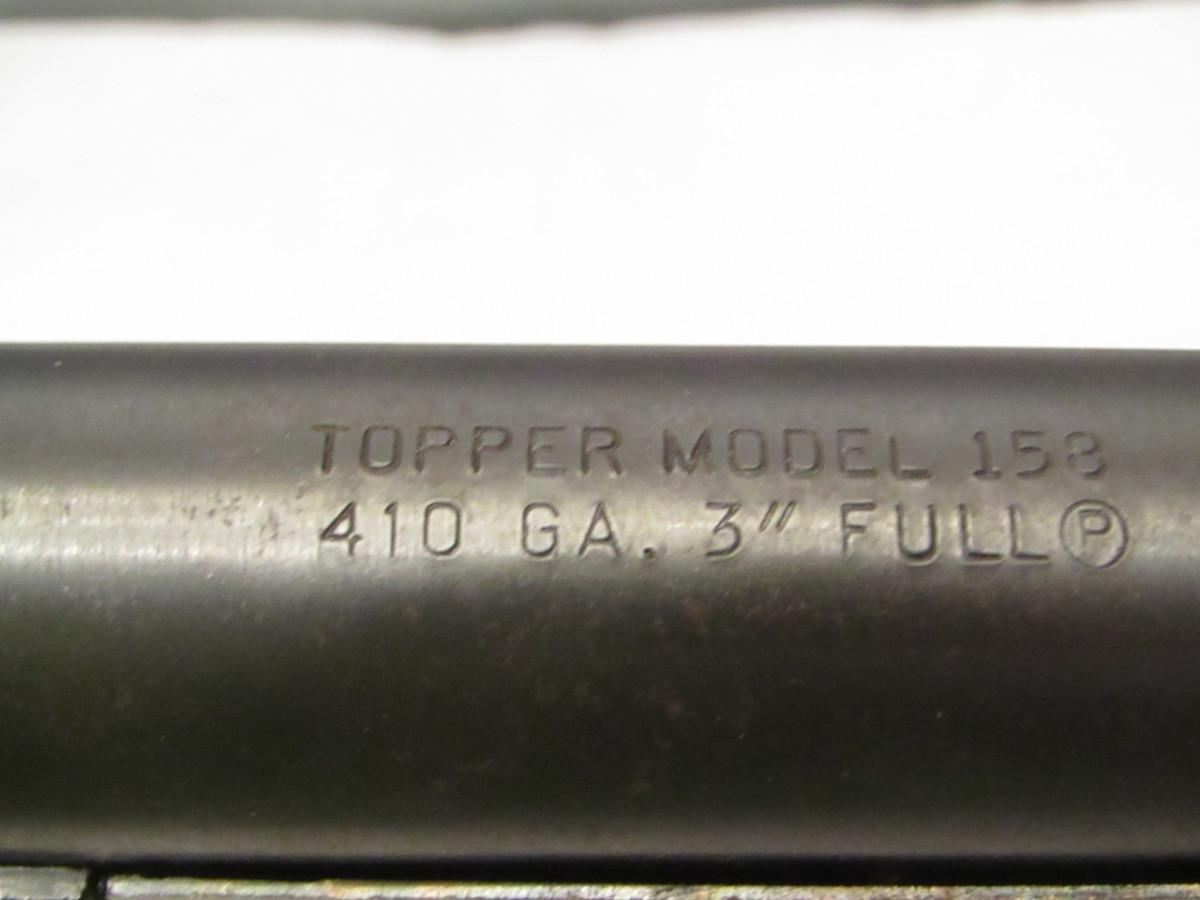 TOPPER MODEL 158
410 GA. 3" FULL Ⓟ